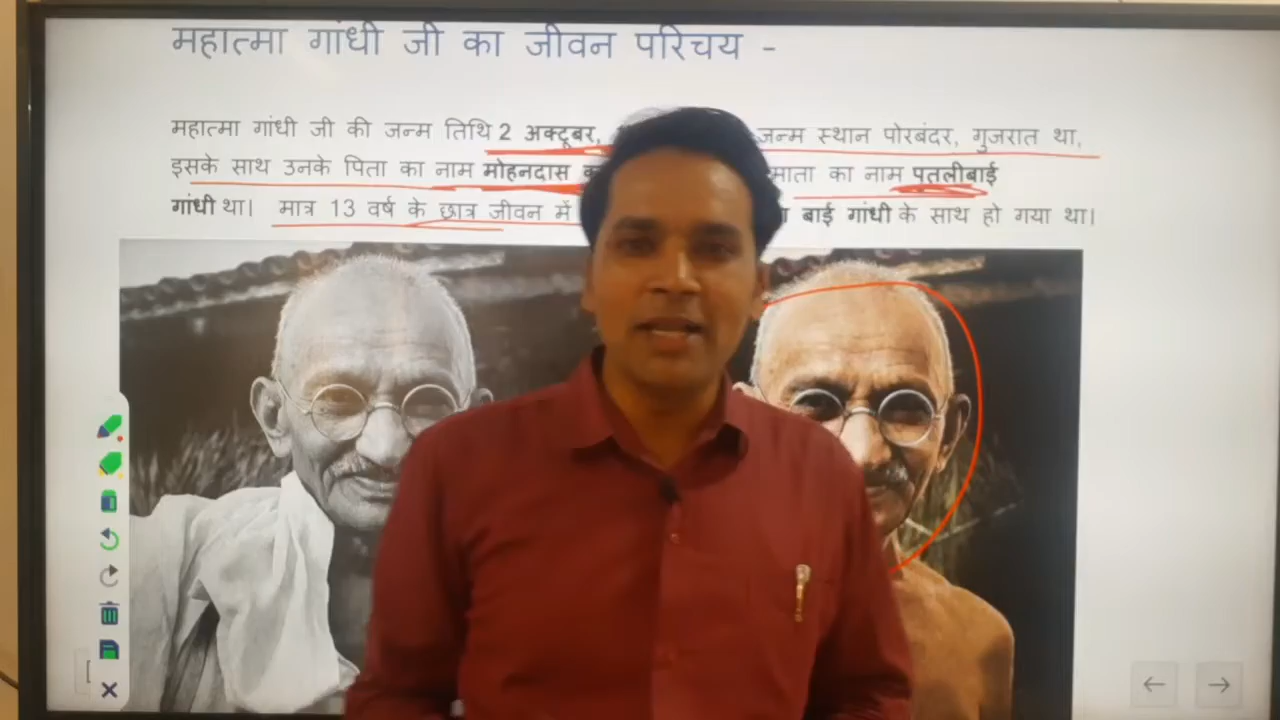 महात्मा गांधी जी का जीवन परिचय -
महात्मा गांधी जी की जन्म तिथि 2 अक्टूबर, जन्म स्थान पोरबंदर, गुजरात था,
इसके साथ उनके पिता का नाम मोहनदास माता का नाम पतलीबाई
गांधी था। मात्र 13 वर्ष के छात्र जीवन में बाई गांधी के साथ हो गया था।